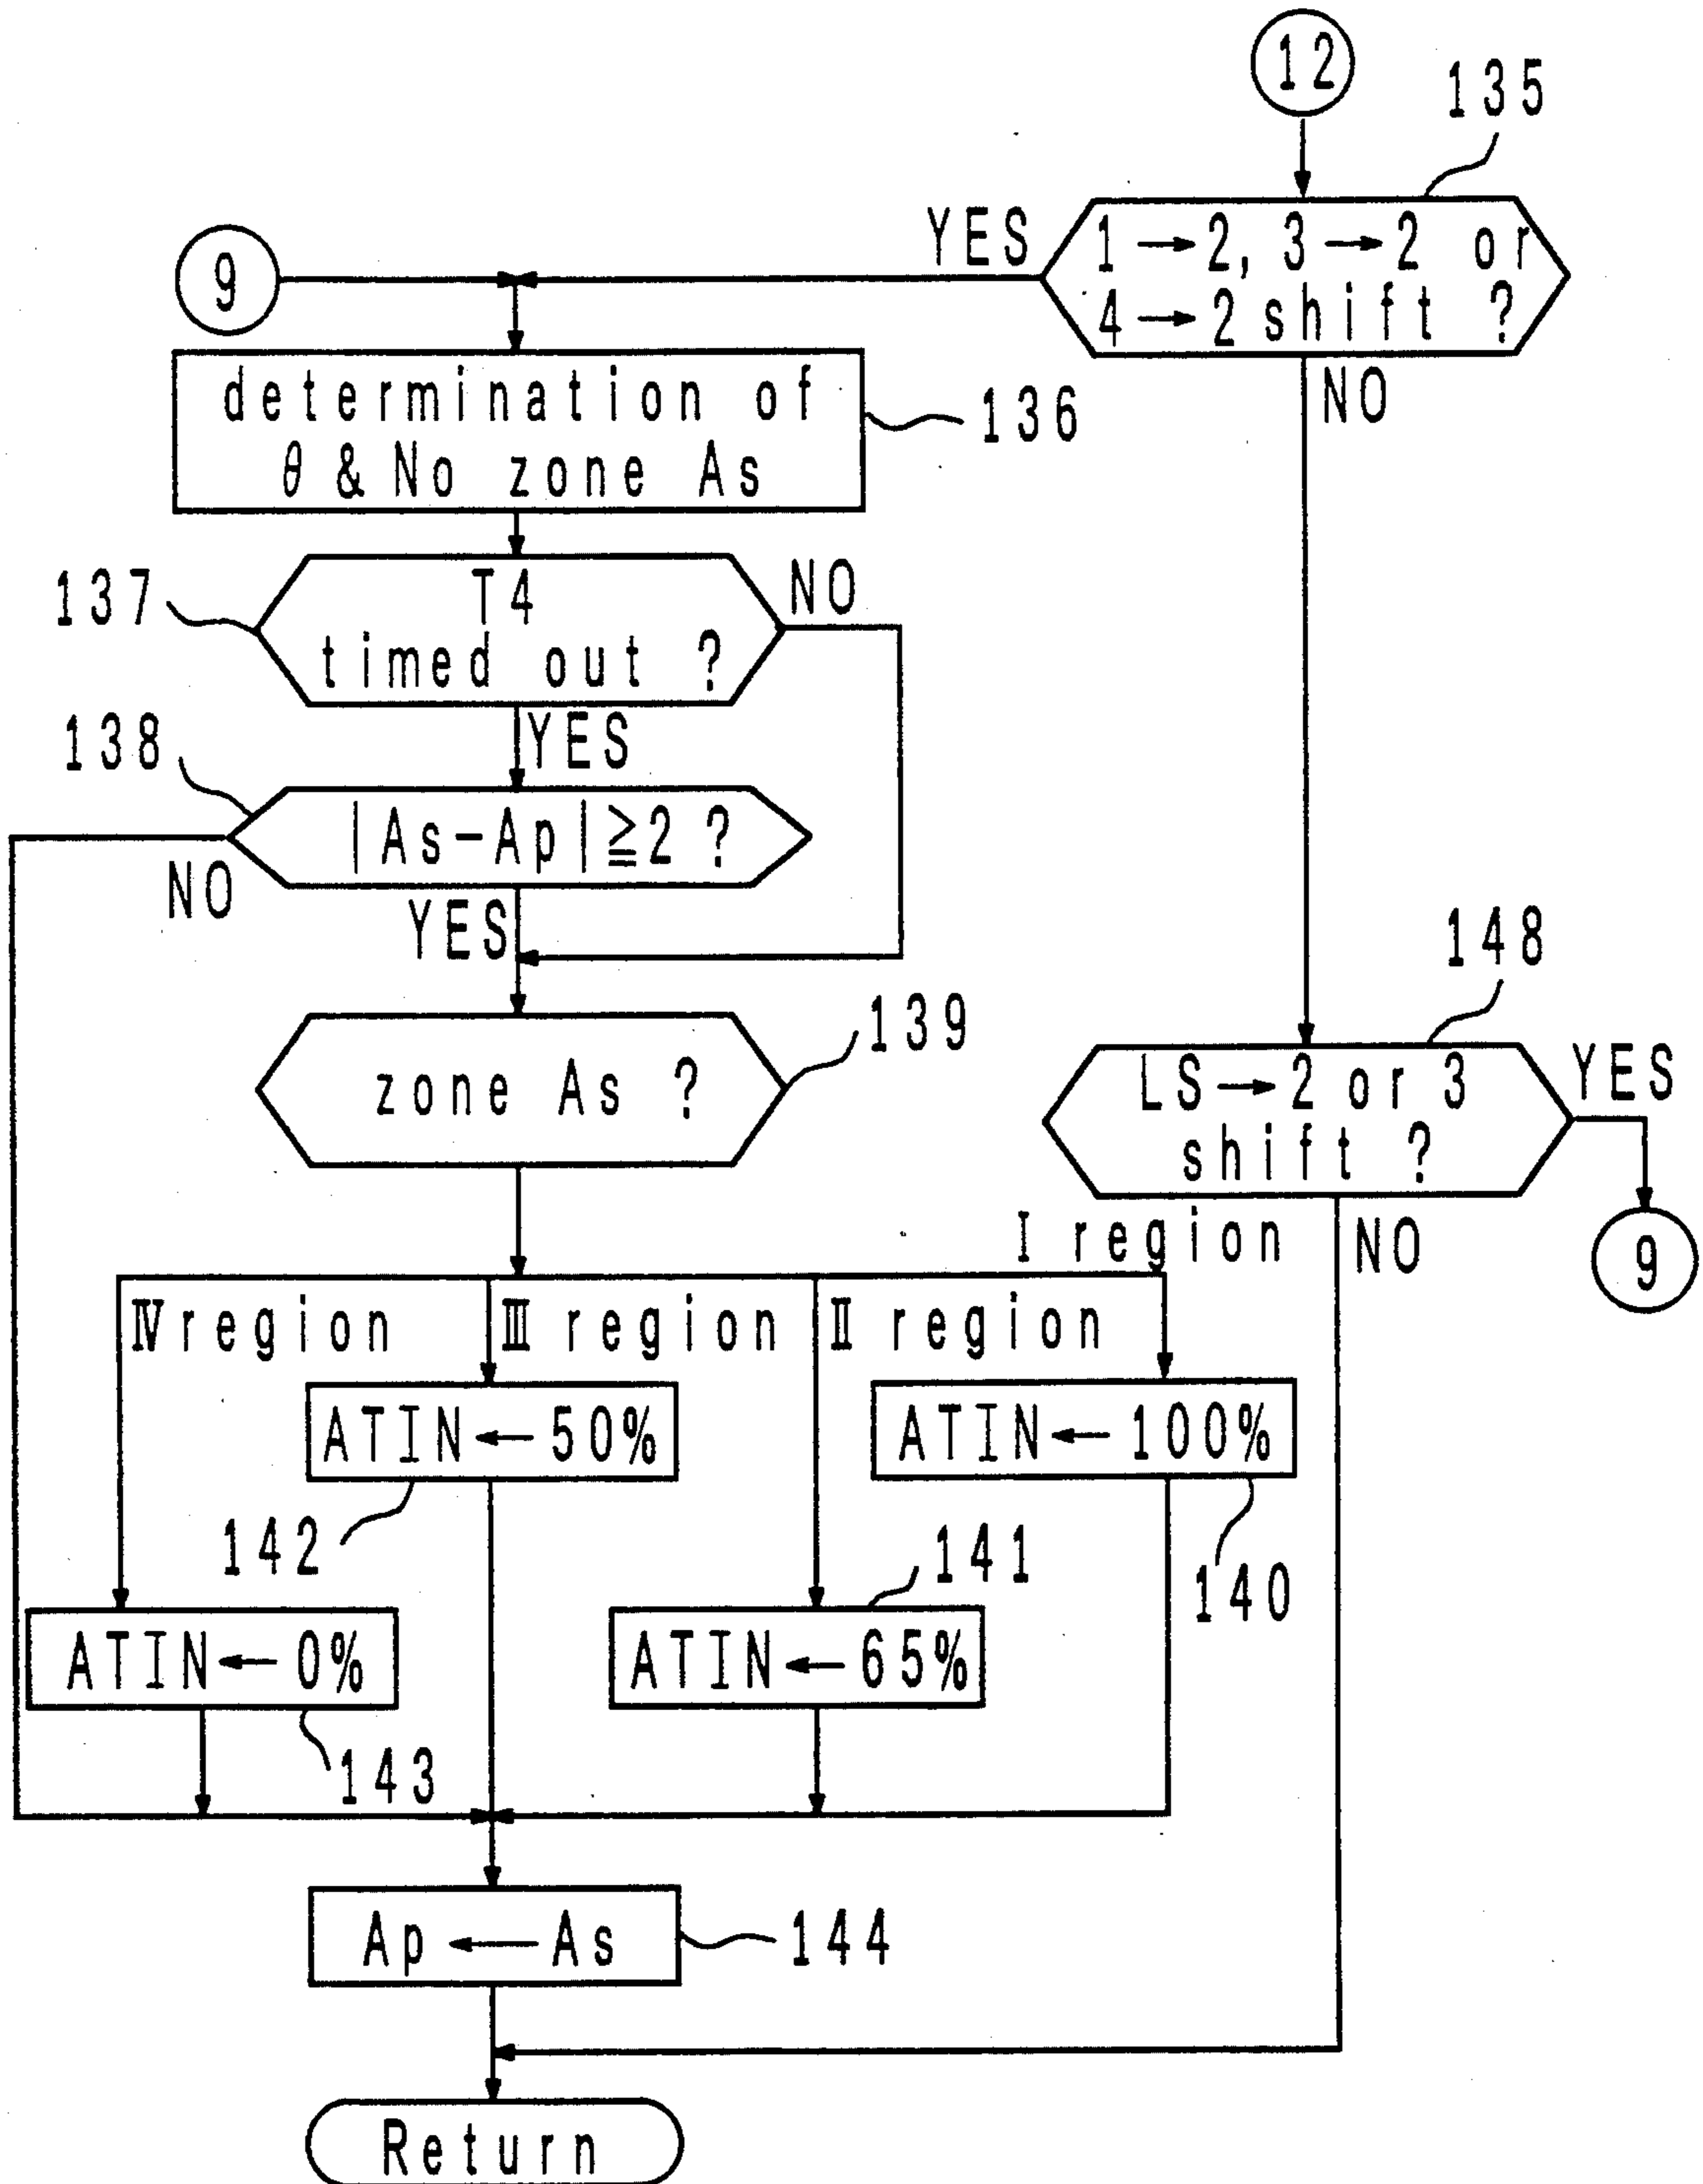 12
135
1→2, 3→2 or
4→2 shift ?
YES
NO
9
determination of
θ & No zone As
136
137
T4
timed out ?
NO
YES
138
|As-Ap|≧2 ?
NO
YES
139
zone As ?
148
LS→2 or 3
shift ?
YES
NO
9
I region
Ⅳ region
Ⅲ region
Ⅱ region
ATIN←50%
142
ATIN←100%
140
141
ATIN←0%
143
ATIN←65%
Ap←As
144
Return